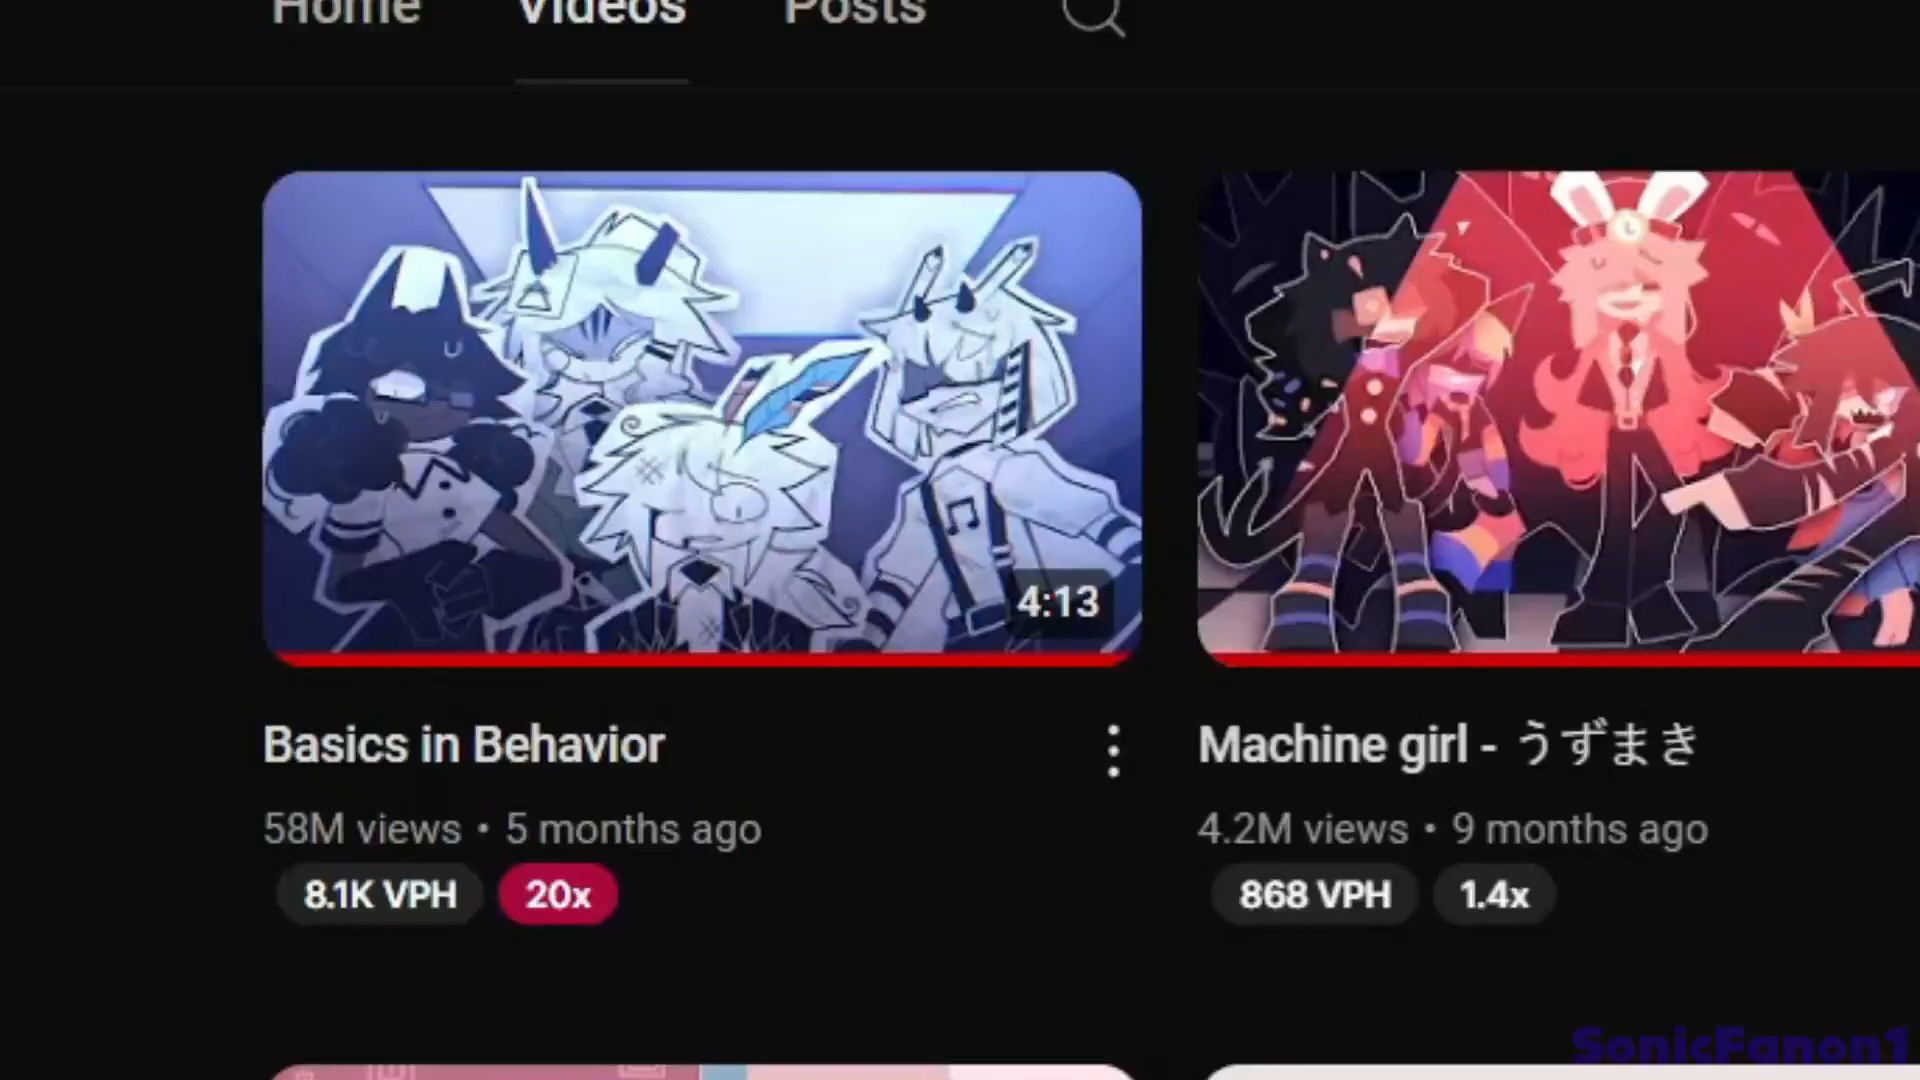 Home Videos Posts
4:13
Basics in Behavior
58M views • 5 months ago
8.1K VPH 20x
Machine girl - うずまき
4.2M views • 9 months ago
868 VPH 1.4x
SonicFanon1